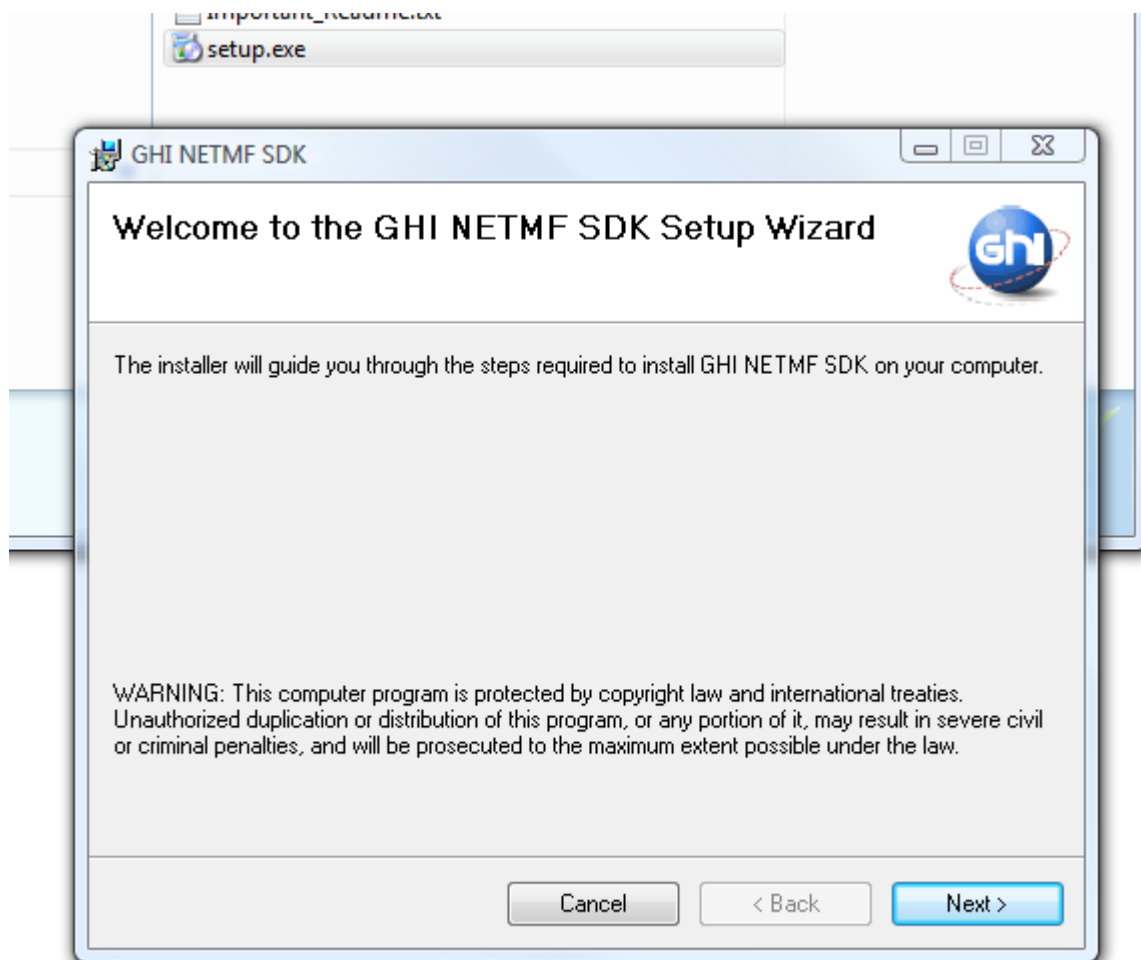 Important_Readme.txt
setup.exe
GHI NETMF SDK
Welcome to the GHI NETMF SDK Setup Wizard
GhI
The installer will guide you through the steps required to install GHI NETMF SDK on your computer.
WARNING: This computer program is protected by copyright law and international treaties.
Unauthorized duplication or distribution of this program, or any portion of it, may result in severe civil
or criminal penalties, and will be prosecuted to the maximum extent possible under the law.
Cancel
< Back
Next >